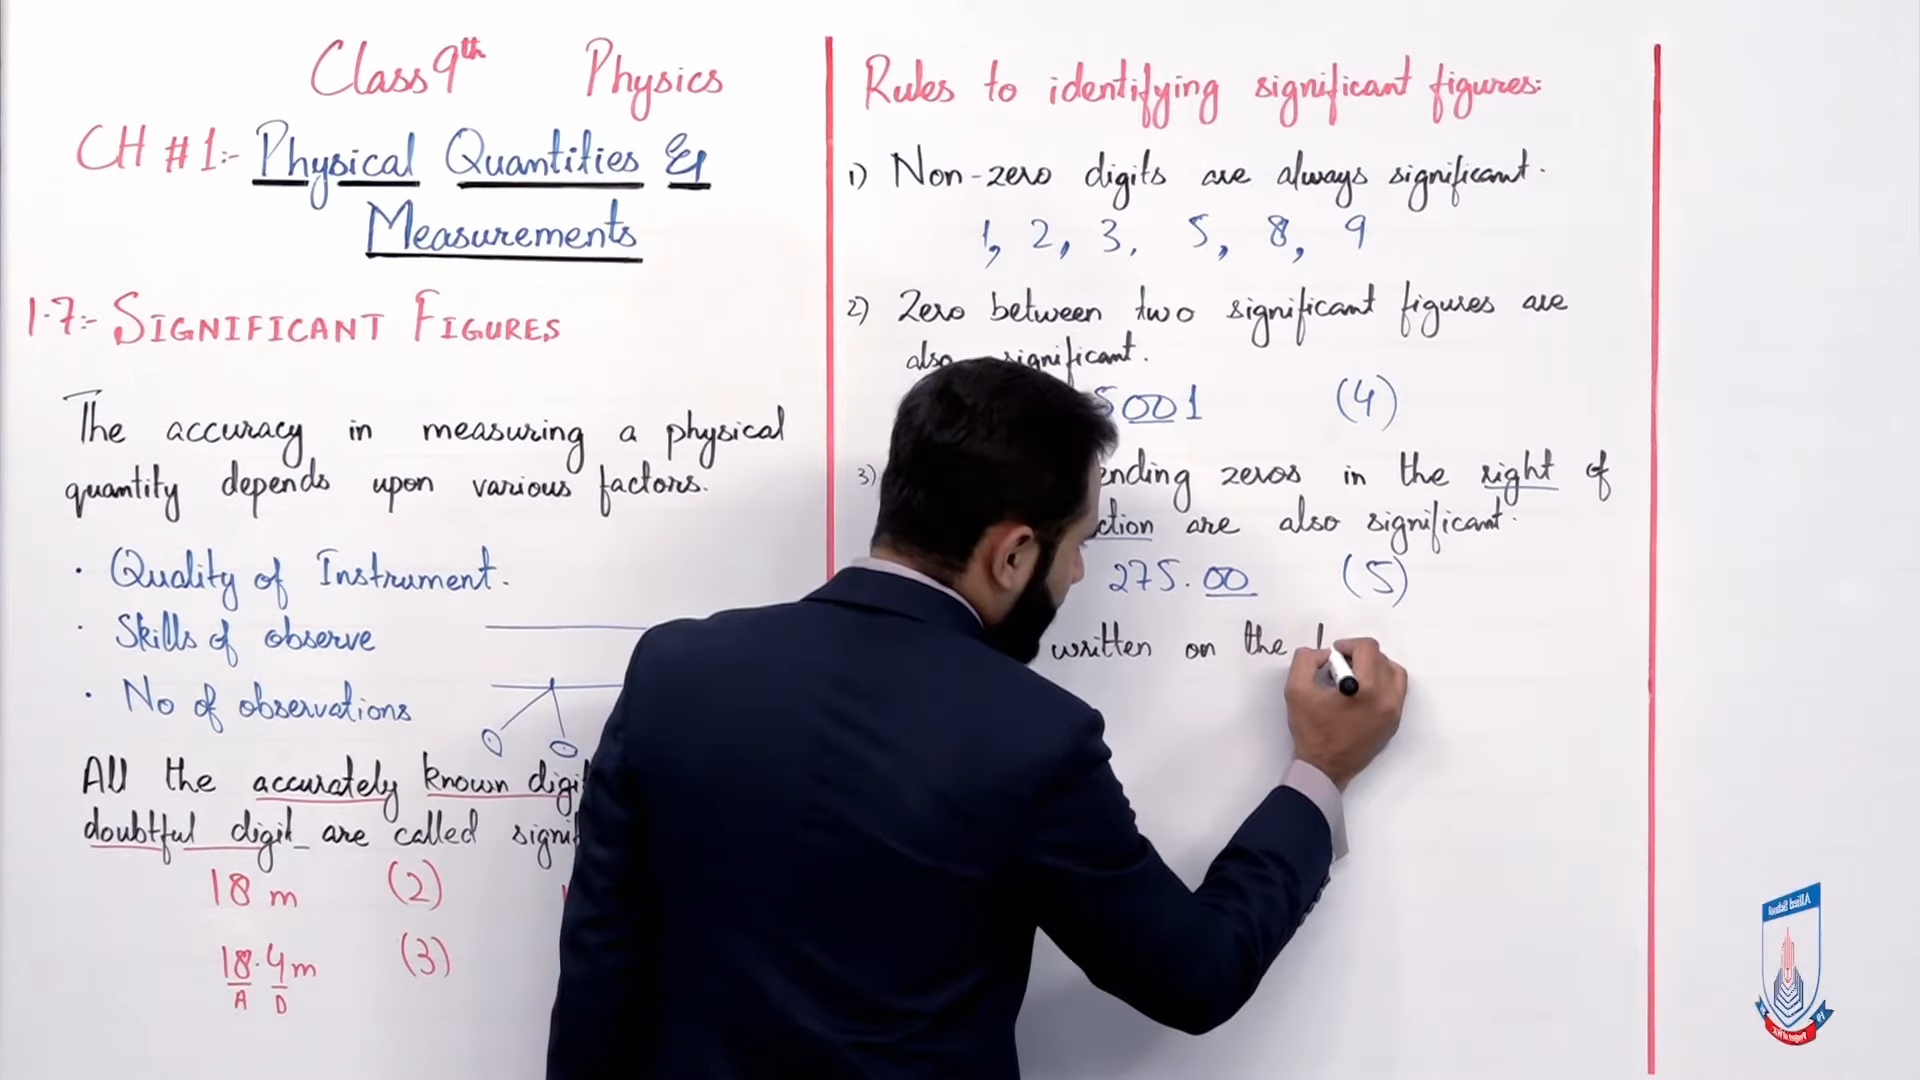 Class 9th Physics
CH # 1:- Physical Quantities &
Measurements
1.7:- SIGNIFICANT FIGURES
The accuracy in measuring a physical
quantity depends upon various factors.
· Quality of Instrument.
· Skills of observe
· No of observations
All the accurately known
doubtful digit are called
18 m (2)
18.4 m (3)
A D
Rules to identifying significant figures:
1) Non-zero digits are always significant.
1, 2, 3, 5, 8, 9
2) Zero between two significant figures are
also significant.
5001 (4)
3) zeros in the right of
are also significant.
275.00 (5)
written on the
Allied School